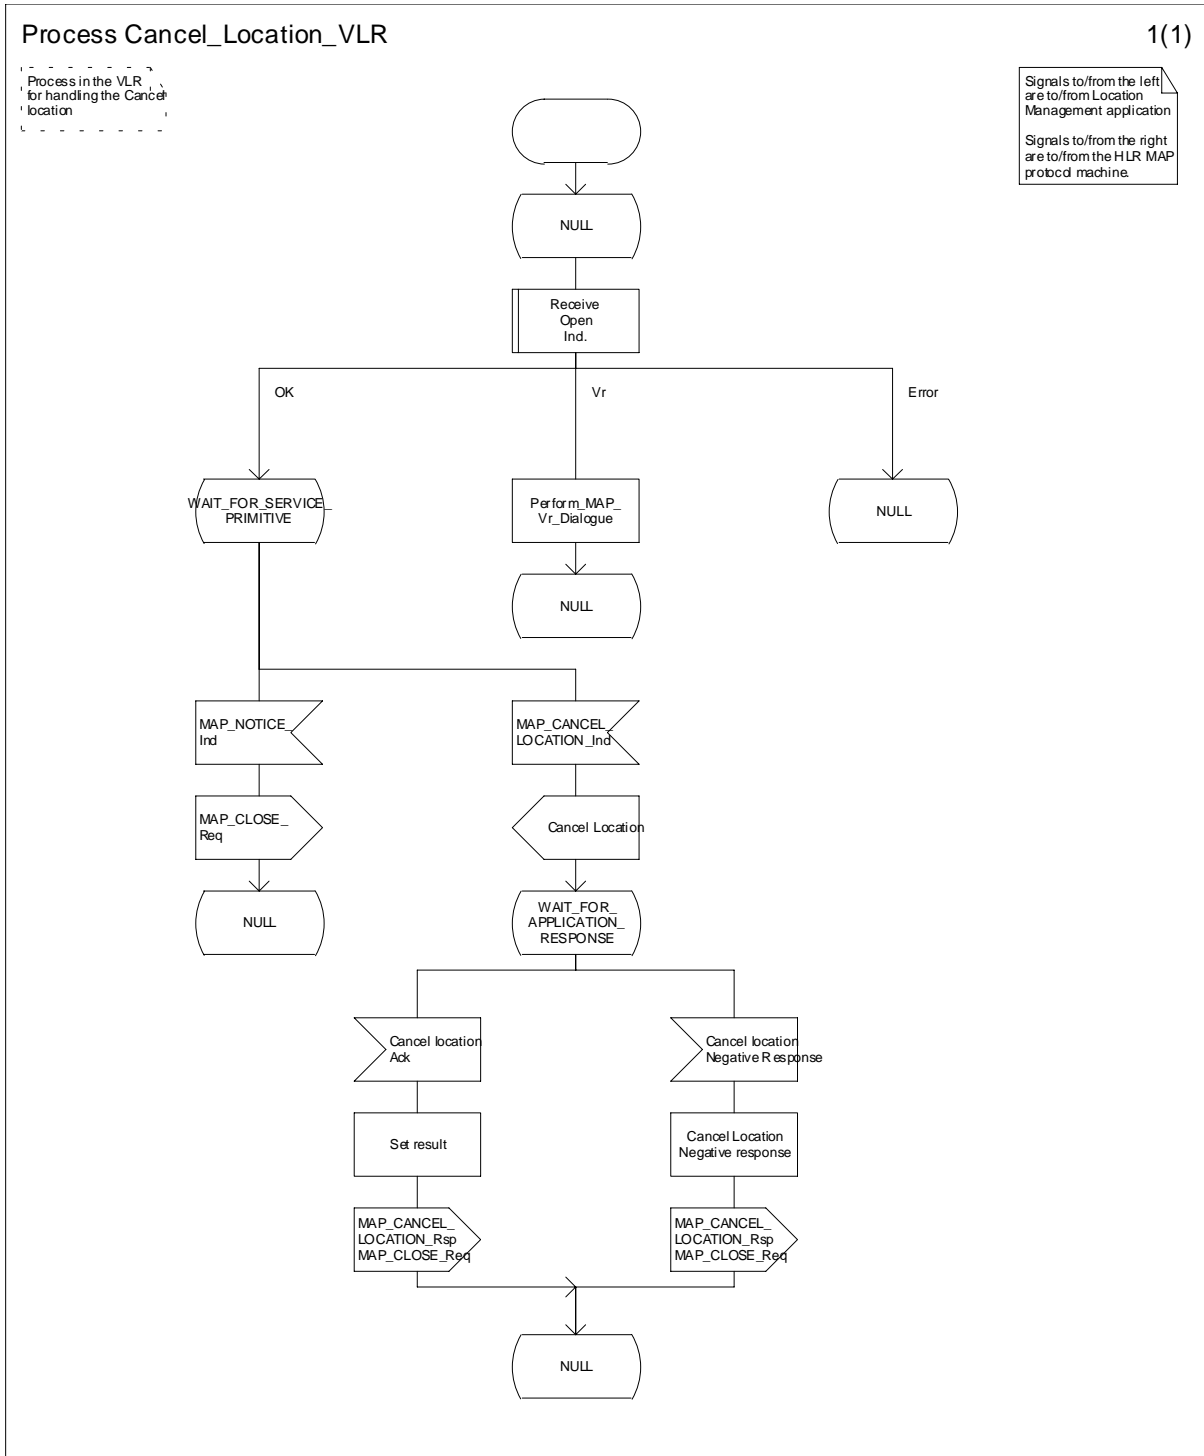 Process Cancel_Location_VLR
1(1)
Process in the VLR
for handling the Cancel
location
Signals to/from the left
are to/from Location
Management application
Signals to/from the right
are to/from the HLR MAP
protocol machine.
NULL
Receive
Open
Ind.
OK
Vr
Error
WAIT_FOR_SERVICE_
PRIMITIVE
Perform_MAP_
Vr_Dialogue
NULL
NULL
MAP_NOTICE_
Ind
MAP_CANCEL_
LOCATION_Ind
MAP_CLOSE_
Req
Cancel Location
NULL
WAIT_FOR_
APPLICATION_
RESPONSE
Cancel location
Ack
Cancel location
Negative Response
Set result
Cancel Location
Negative response
MAP_CANCEL_
LOCATION_Rsp
MAP_CLOSE_Req
MAP_CANCEL_
LOCATION_Rsp
MAP_CLOSE_Req
NULL